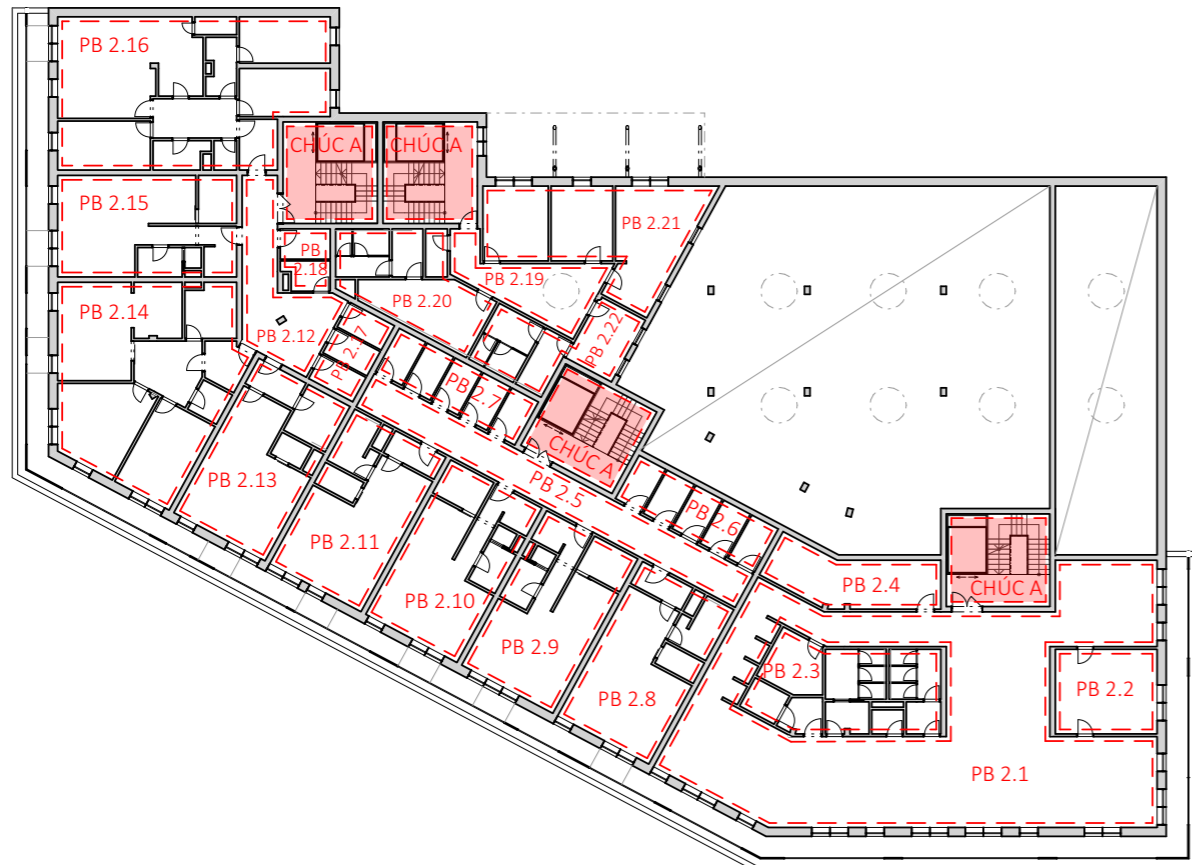 PB 2.16
CHÚC A
CHÚC A
PB 2.15
PB 2.21
PB
2.18
PB 2.19
PB 2.14
PB 2.20
PB 2.12
PB 2.17
PB 2.22
PB 2.7
CHÚC A
PB 2.13
PB 2.5
PB 2.6
PB 2.11
PB 2.4
CHÚC A
PB 2.10
PB 2.9
PB 2.3
PB 2.8
PB 2.2
PB 2.1